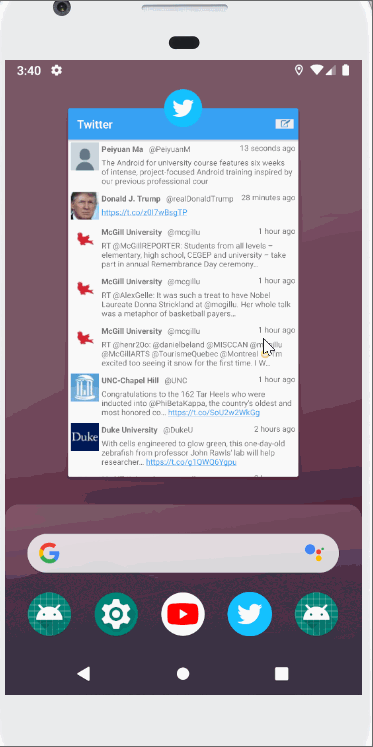 3:40
Twitter
Peiyuan Ma @PeiyuanM 13 seconds ago
The Android for university course features six weeks
of intense, project-focused Android training inspired by
our previous professional cour
Donald J. Trump @realDonaldTrump 28 minutes ago
https://t.co/z0I7wBsgTP
McGill University @mcgillu 1 hour ago
RT @McGillREPORTER: Students from all levels –
elementary, high school, CEGEP and university – take
part in annual Remembrance Day ceremony...
McGill University @mcgillu 1 hour ago
RT @AlexGelle: It was such a treat to have Nobel
Laureate Donna Strickland at @mcgillu. Her whole talk
was a metaphor of basketball payers...
McGill University @mcgillu 1 hour ago
RT @henr20o: @danielbeland @MISCCAN
@McGillARTS @TourismeQuebec @Montreal
excited too seeing it snow for the first time. I W...
UNC-Chapel Hill @UNC 1 hour ago
Congratulations to the 162 Tar Heels who were
inducted into @PhiBetaKappa, the country's oldest and
most honored co... https://t.co/SoU2w2WkGg
Duke University @DukeU 2 hours ago
With cells engineered to glow green, this one-day-old
zebrafish from professor John Rawls' lab will help
researcher... https://t.co/g1QWQ6Ygpu
Duke